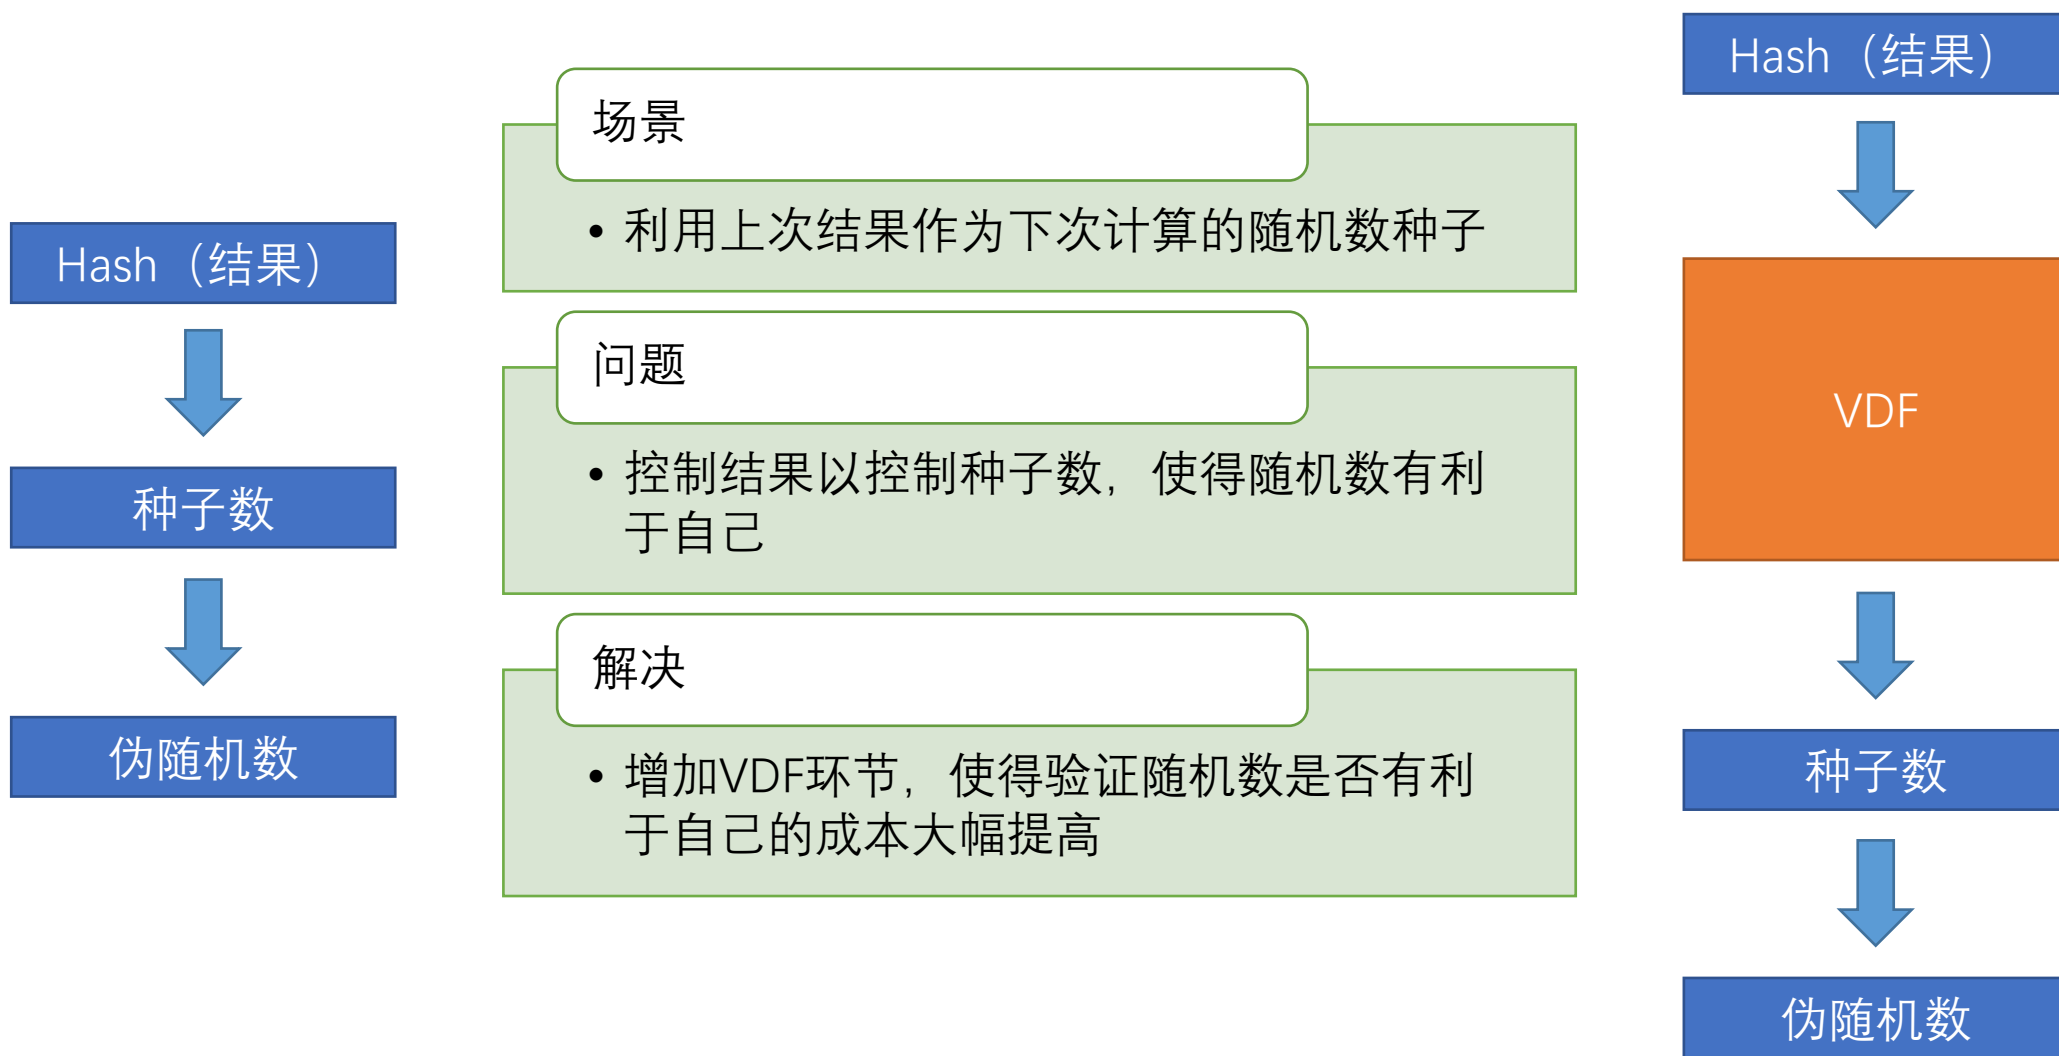 Hash（结果）
种子数
伪随机数
场景
• 利用上次结果作为下次计算的随机数种子
问题
• 控制结果以控制种子数，使得随机数有利
于自己
解决
• 增加VDF环节，使得验证随机数是否有利
于自己的成本大幅提高
Hash（结果）
VDF
种子数
伪随机数